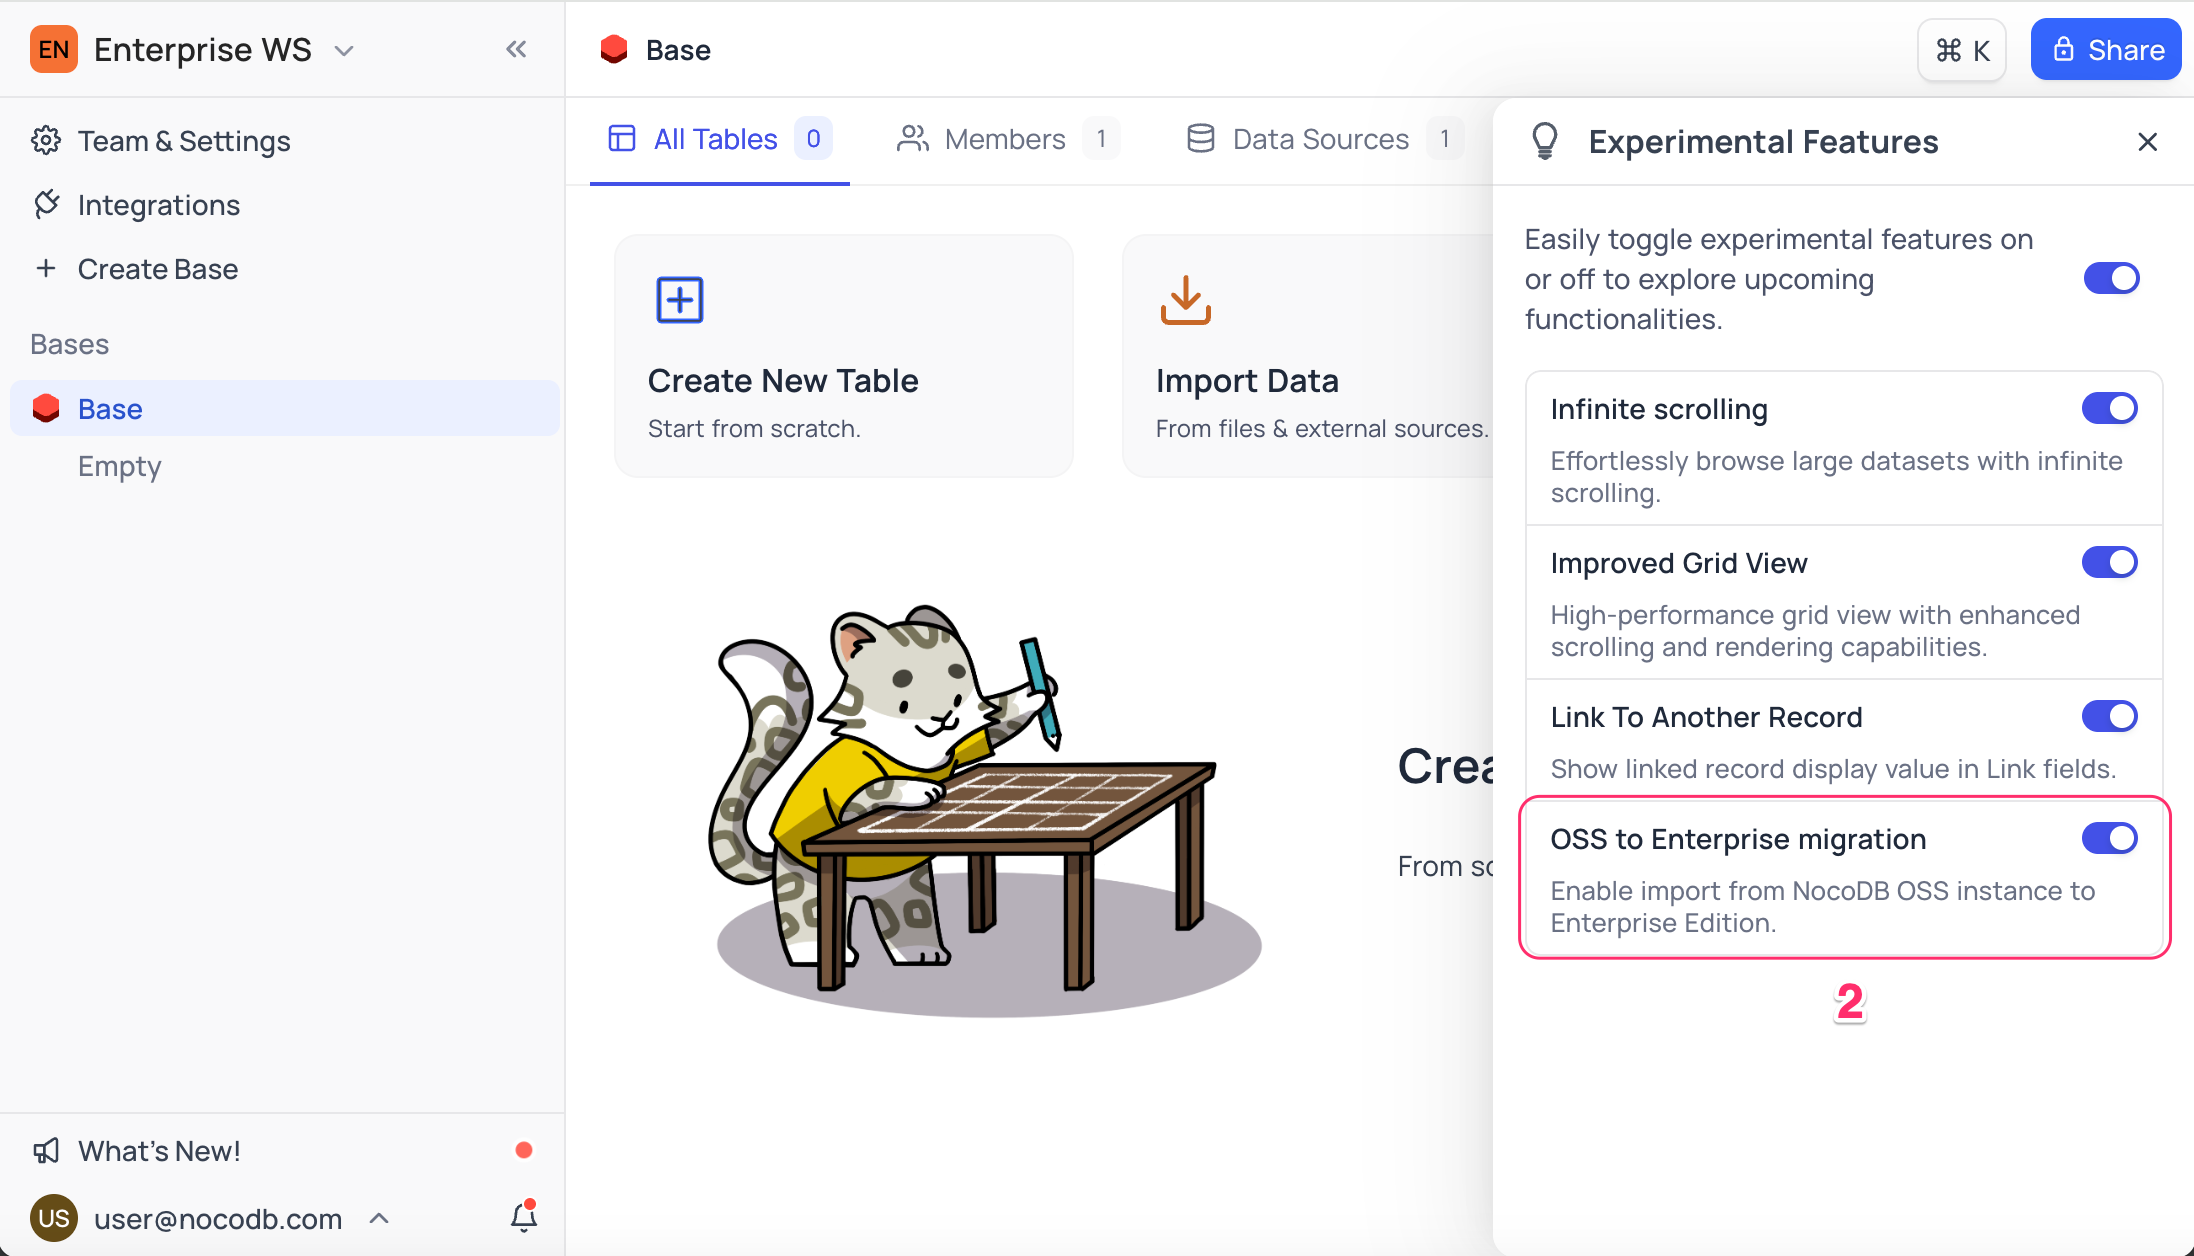 EN Enterprise WS
Base
⌘ K
Share
Team & Settings
Integrations
+ Create Base
Bases
Base
Empty
What's New!
US user@nocodb.com
All Tables 0
Members 1
Data Sources 1
Create New Table
Start from scratch.
Import Data
From files & external sources.
Crea
From sc
Experimental Features
Easily toggle experimental features on
or off to explore upcoming
functionalities.
Infinite scrolling
Effortlessly browse large datasets with infinite
scrolling.
Improved Grid View
High-performance grid view with enhanced
scrolling and rendering capabilities.
Link To Another Record
Show linked record display value in Link fields.
OSS to Enterprise migration
Enable import from NocoDB OSS instance to
Enterprise Edition.
2